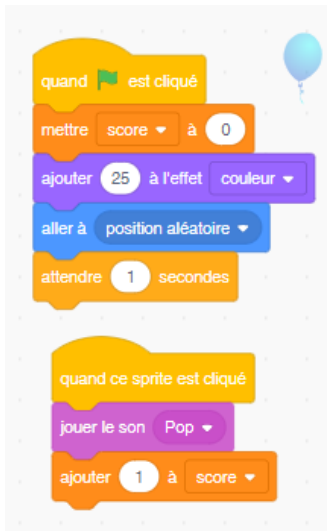 quand est cliqué
mettre score à 0
ajouter 25 à l'effet couleur
aller à position aléatoire
attendre 1 secondes
quand ce sprite est cliqué
jouer le son Pop
ajouter 1 à score